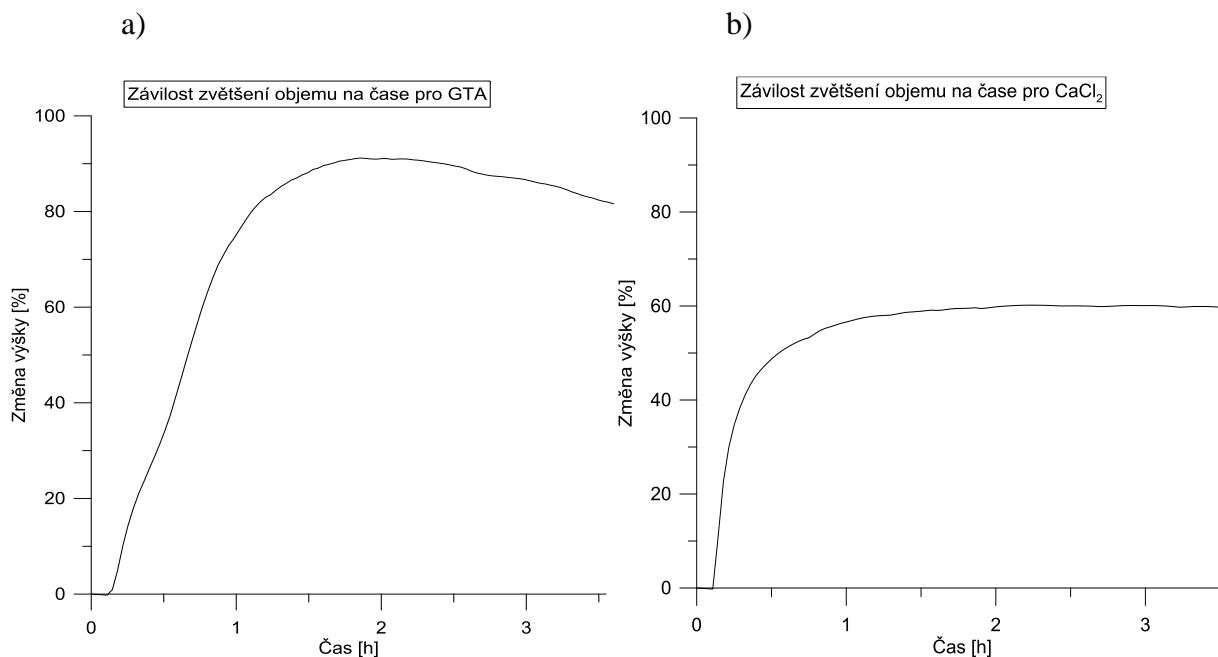 a)
Závilost zvětšení objemu na čase pro GTA
100
80
60
40
20
0
Změna výšky [%]
0 1 2 3
Čas [h]
b)
Závilost zvětšení objemu na čase pro CaCl₂
100
80
60
40
20
0
Změna výšky [%]
0 1 2 3
Čas [h]